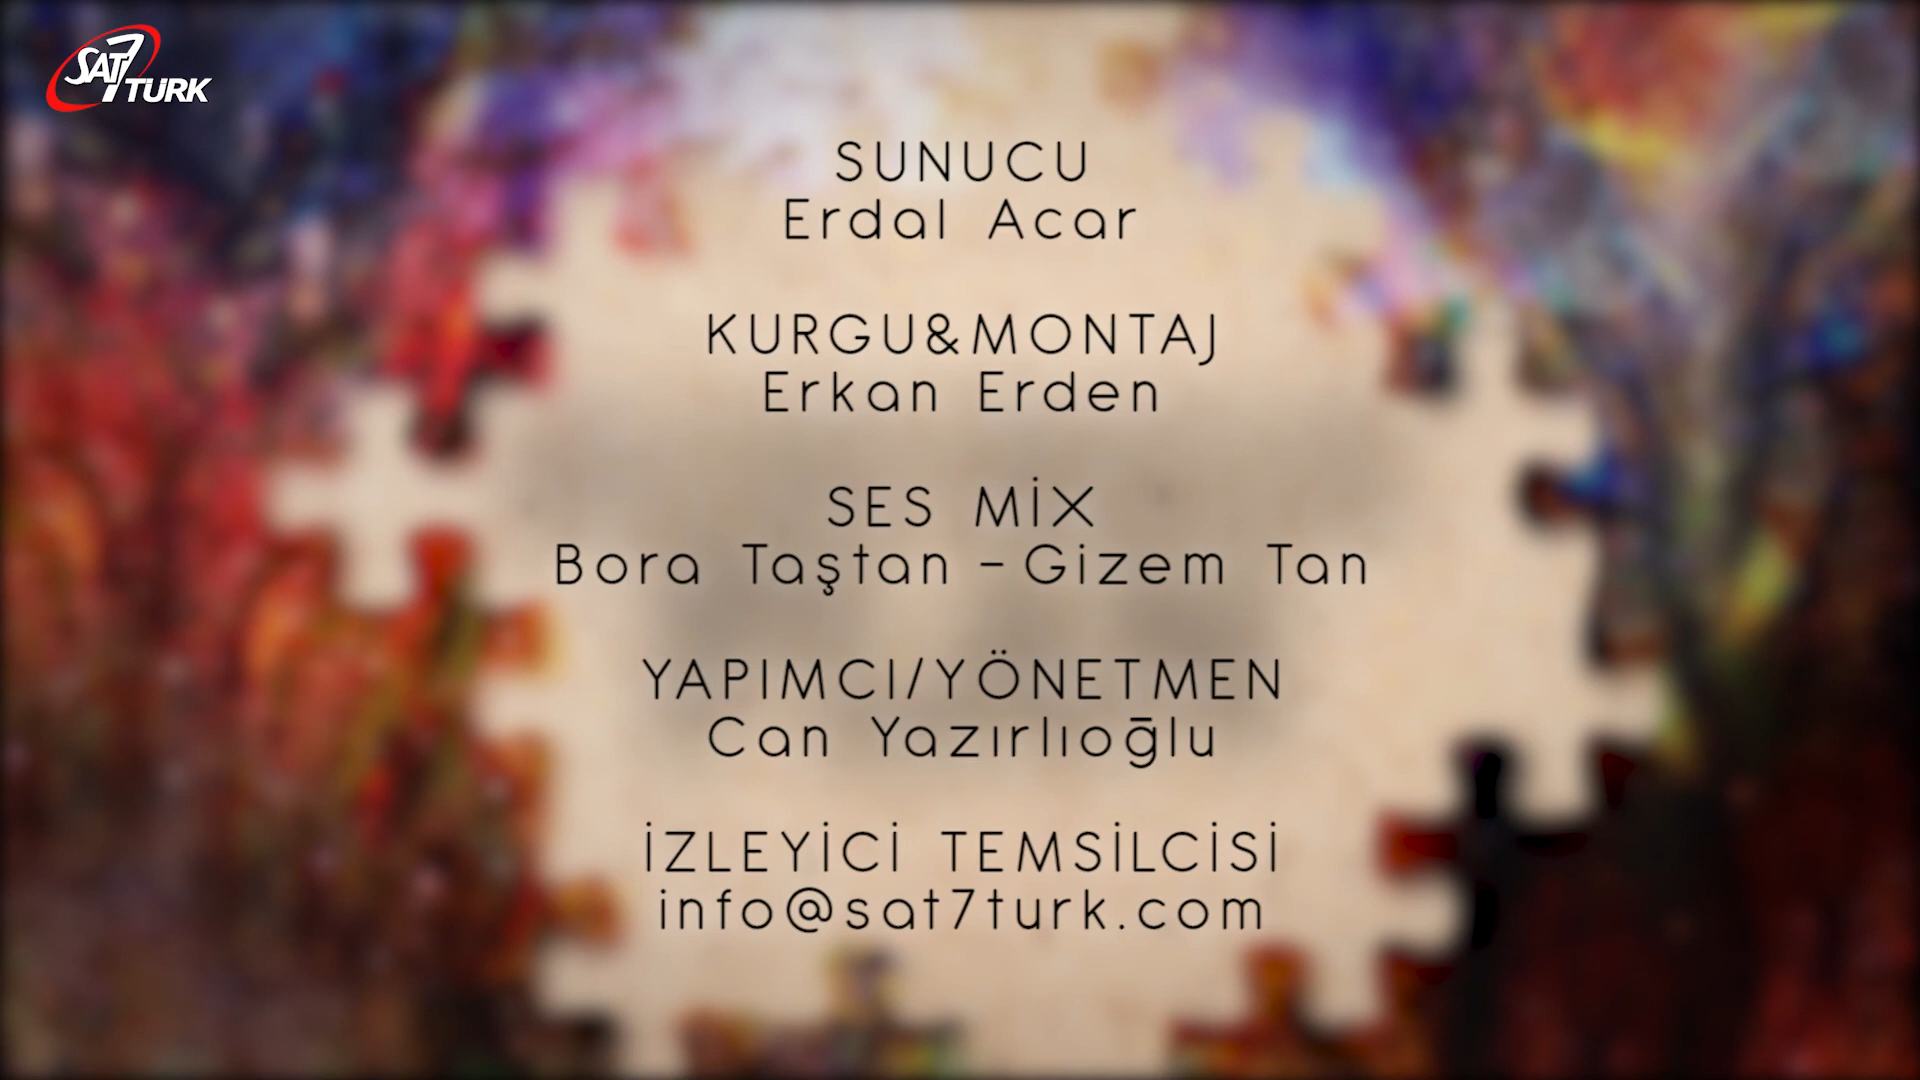 SAT7
TURK
SUNUCU
Erdal Acar
KURGU&MONTAJ
Erkan Erden
SES MİX
Bora Taştan - Gizem Tan
YAPIMCI/YÖNETMEN
Can Yazırlıoğlu
İZLEYİCİ TEMSİLCİSİ
info@sat7turk.com